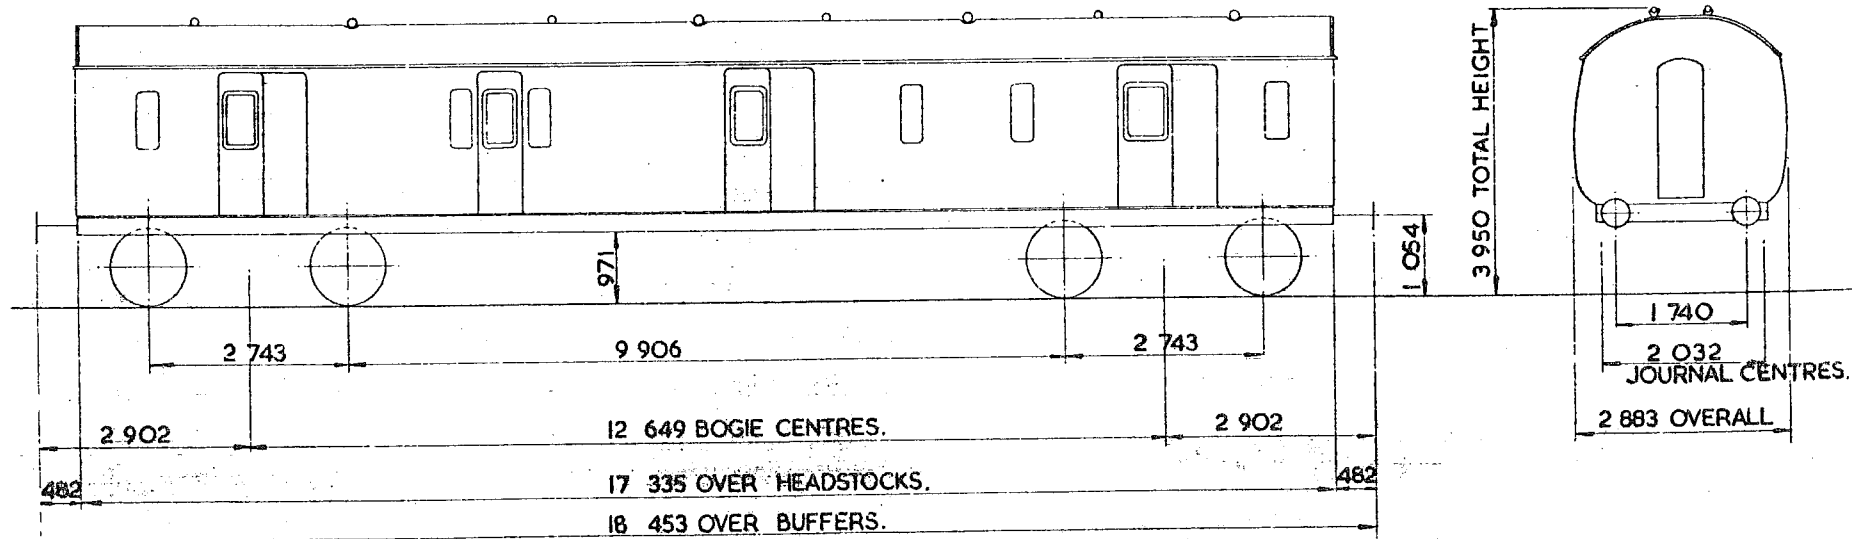 3 950 TOTAL HEIGHT
971
1 054
2 743
9 906
2 743
1 740
2 032
JOURNAL CENTRES.
2 902
12 649 BOGIE CENTRES.
2 902
2 883 OVERALL
482
17 335 OVER HEADSTOCKS.
482
18 453 OVER BUFFERS.